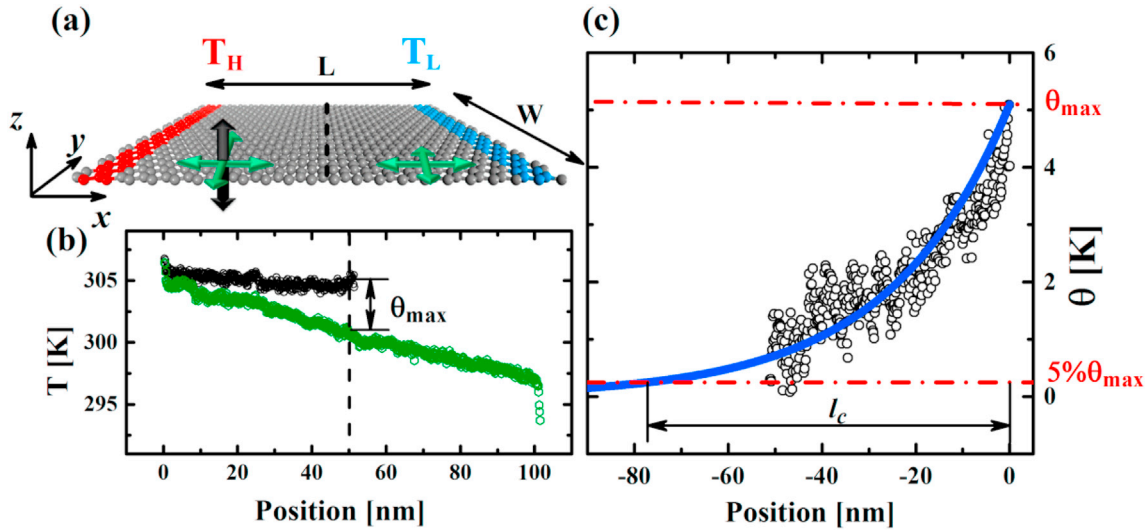 (a)
T_H
L
T_L
W
z
y
x
(b)
305
300
295
T [K]
θ_max
0
20
40
60
80
100
Position [nm]
(c)
6
4
2
0
θ [K]
θ_max
5%θ_max
l_c
-80
-60
-40
-20
0
Position [nm]